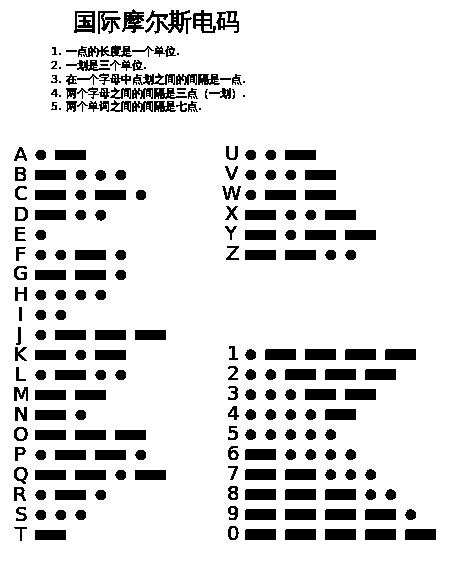 国际摩尔斯电码
1. 一点的长度是一个单位.
2. 一划是三个单位.
3. 在一个字母中点划之间的间隔是一点.
4. 两个字母之间的间隔是三点（一划）.
5. 两个单词之间的间隔是七点.
A
B
C
D
E
F
G
H
I
J
K
L
M
N
O
P
Q
R
S
T
U
V
W
X
Y
Z
1
2
3
4
5
6
7
8
9
0